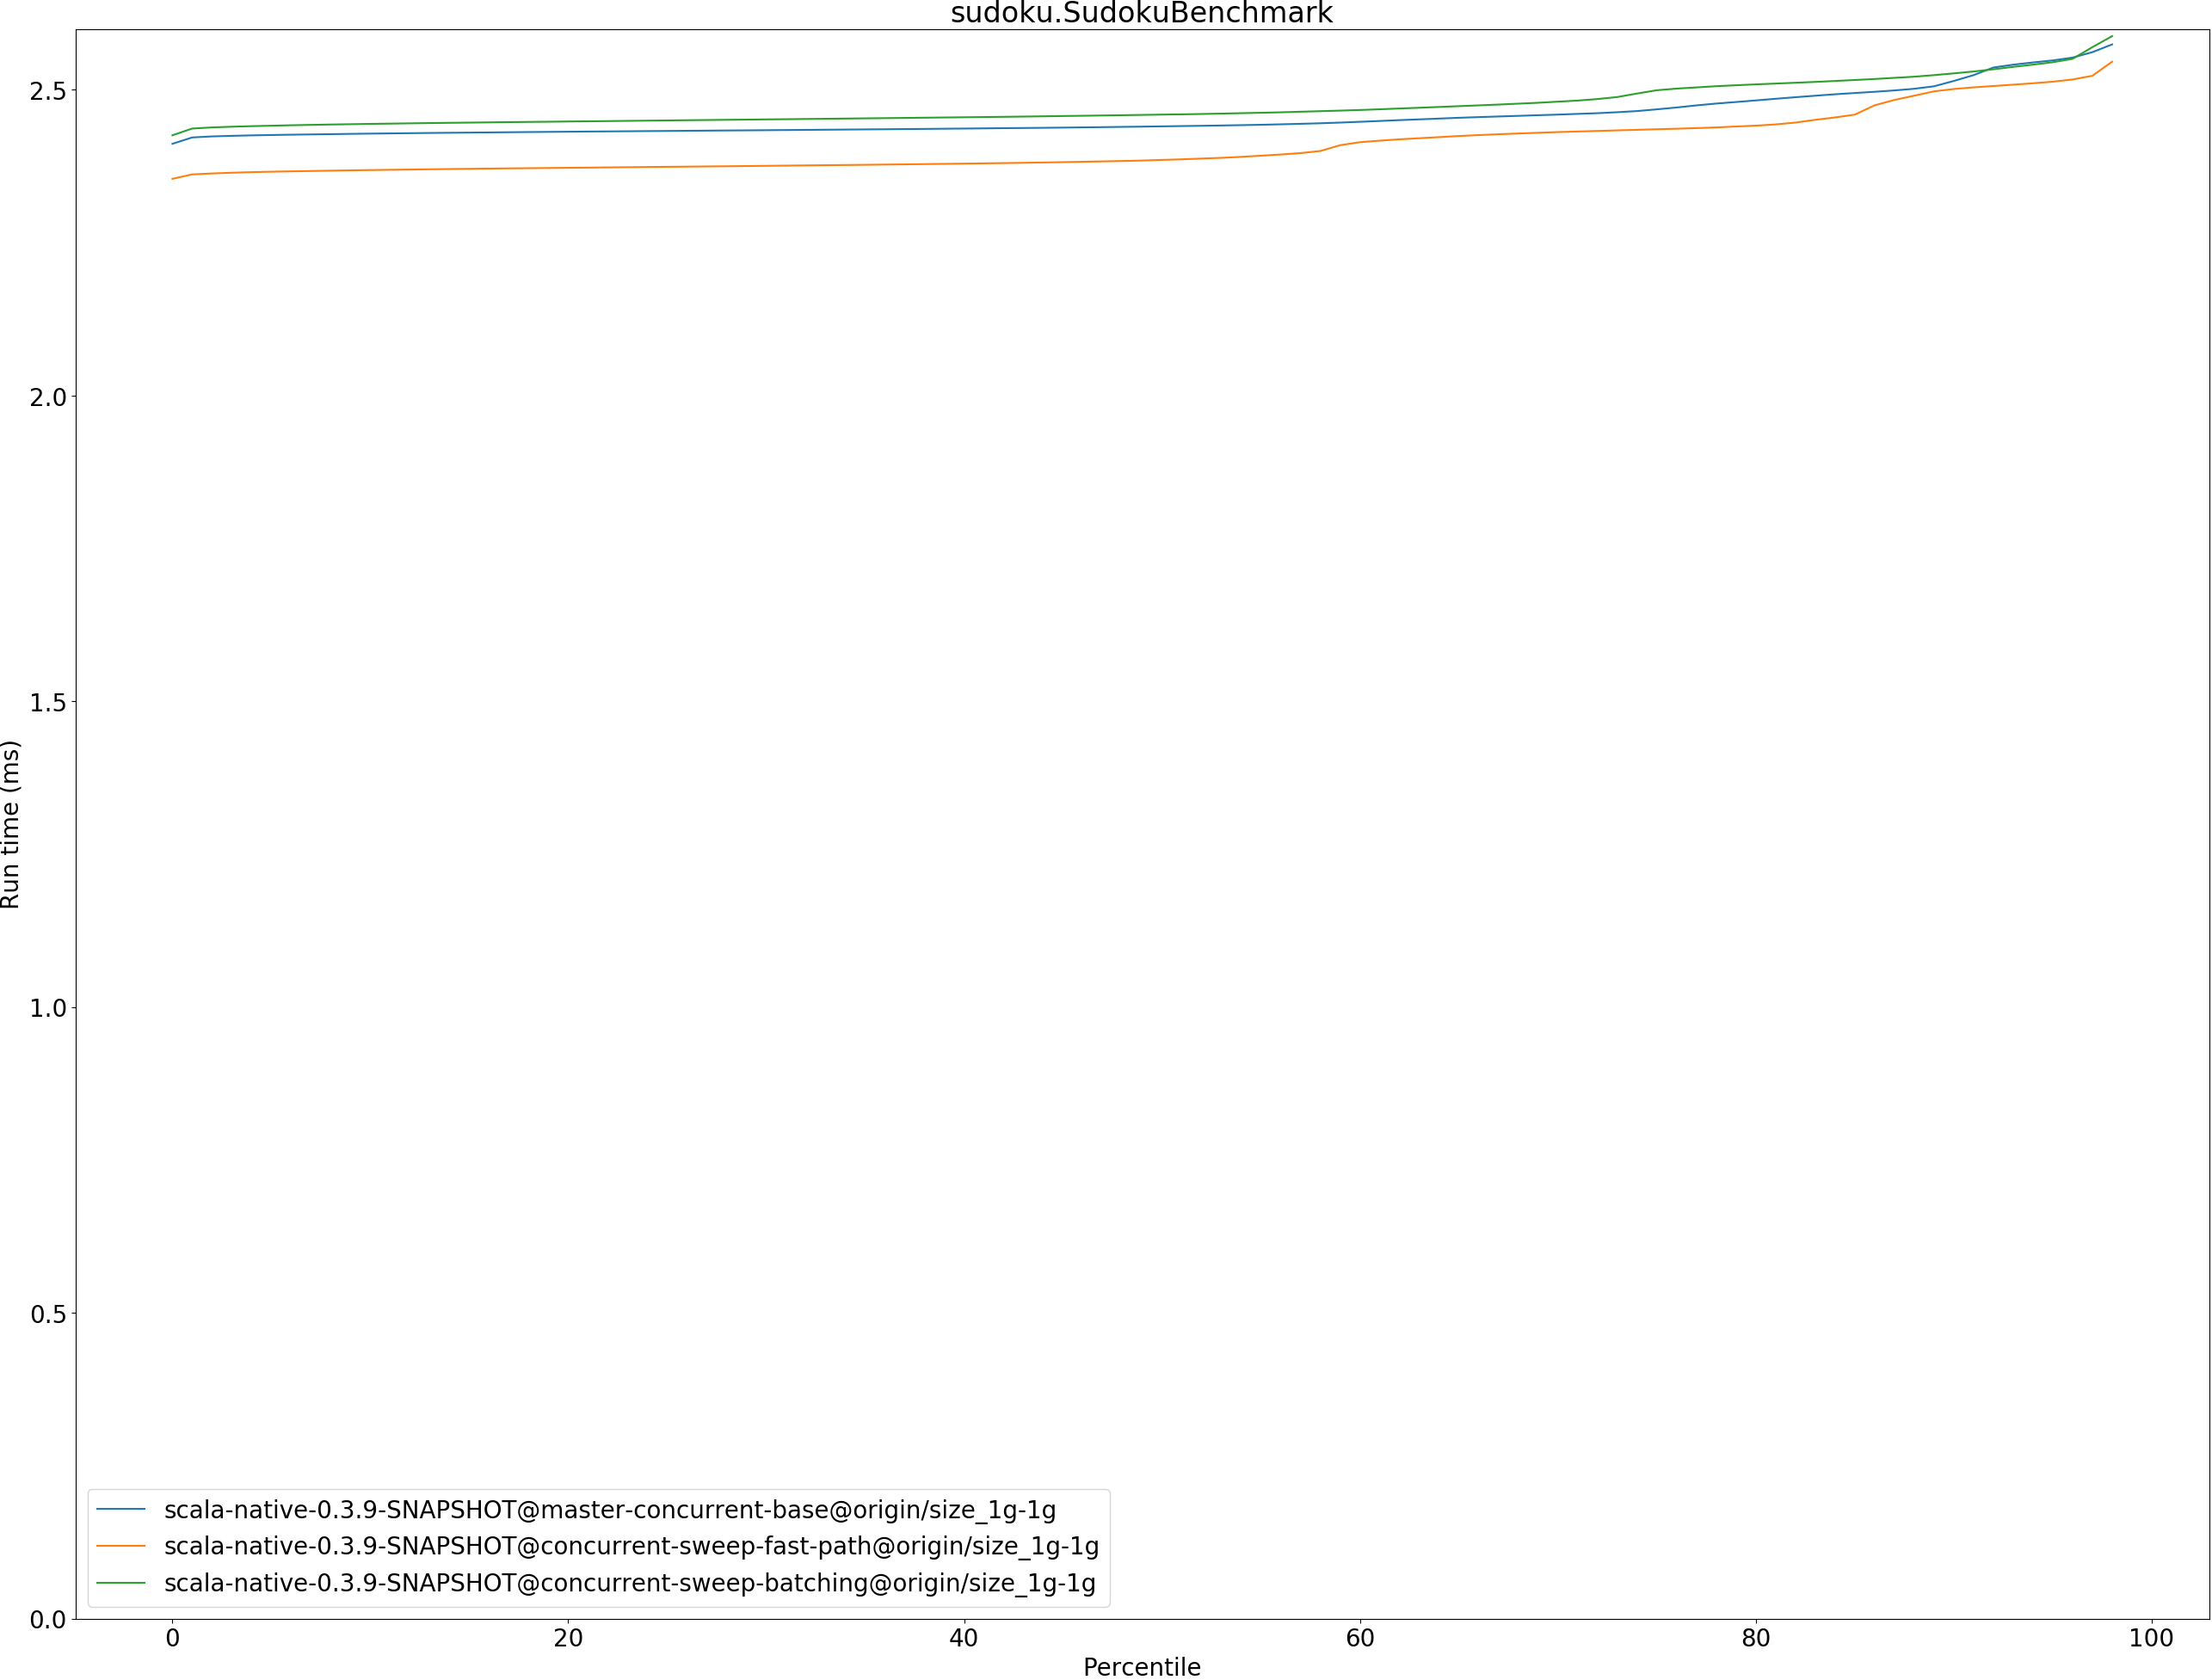 sudoku.SudokuBenchmark
2.5
2.0
1.5
1.0
0.5
0.0
Run time (ms)
scala-native-0.3.9-SNAPSHOT@master-concurrent-base@origin/size_1g-1g
scala-native-0.3.9-SNAPSHOT@concurrent-sweep-fast-path@origin/size_1g-1g
scala-native-0.3.9-SNAPSHOT@concurrent-sweep-batching@origin/size_1g-1g
0 20 40 60 80 100
Percentile